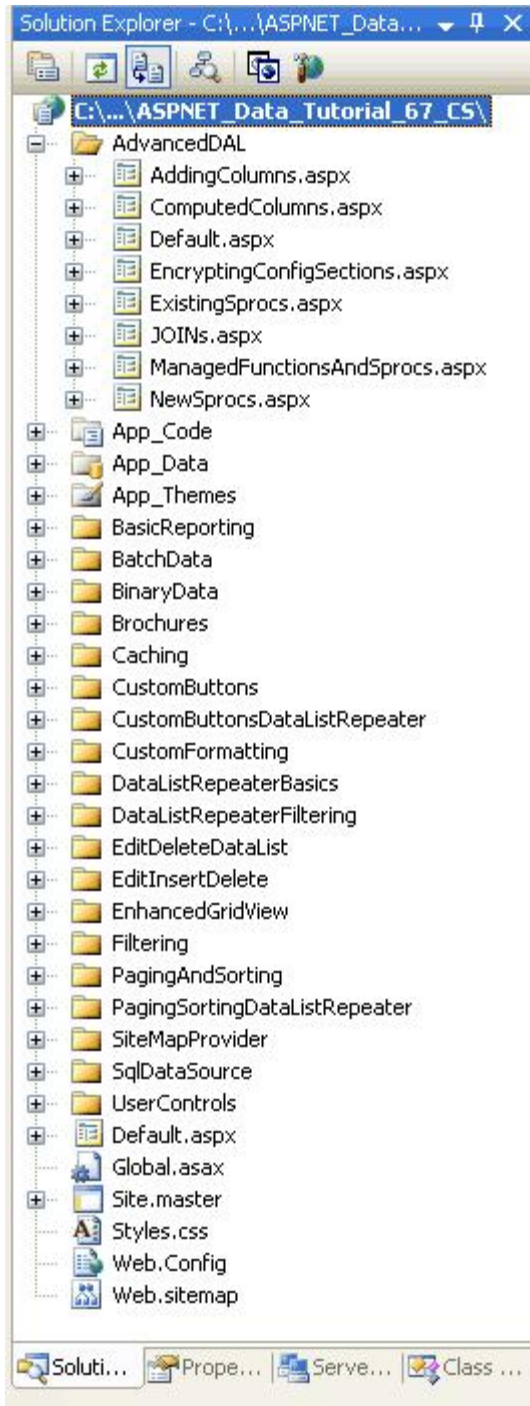 Solution Explorer - C:\...\ASPNET_Data...
C:\...\ASPNET_Data_Tutorial_67_CS\
AdvancedDAL
AddingColumns.aspx
ComputedColumns.aspx
Default.aspx
EncryptingConfigSections.aspx
ExistingSprocs.aspx
JOINs.aspx
ManagedFunctionsAndSprocs.aspx
NewSprocs.aspx
App_Code
App_Data
App_Themes
BasicReporting
BatchData
BinaryData
Brochures
Caching
CustomButtons
CustomButtonsDataListRepeater
CustomFormatting
DataListRepeaterBasics
DataListRepeaterFiltering
EditDeleteDataList
EditInsertDelete
EnhancedGridView
Filtering
PagingAndSorting
PagingSortingDataListRepeater
SiteMapProvider
SqlDataSource
UserControls
Default.aspx
Global.asax
Site.master
Styles.css
Web.Config
Web.sitemap
Soluti... Prope... Serve... Class ...